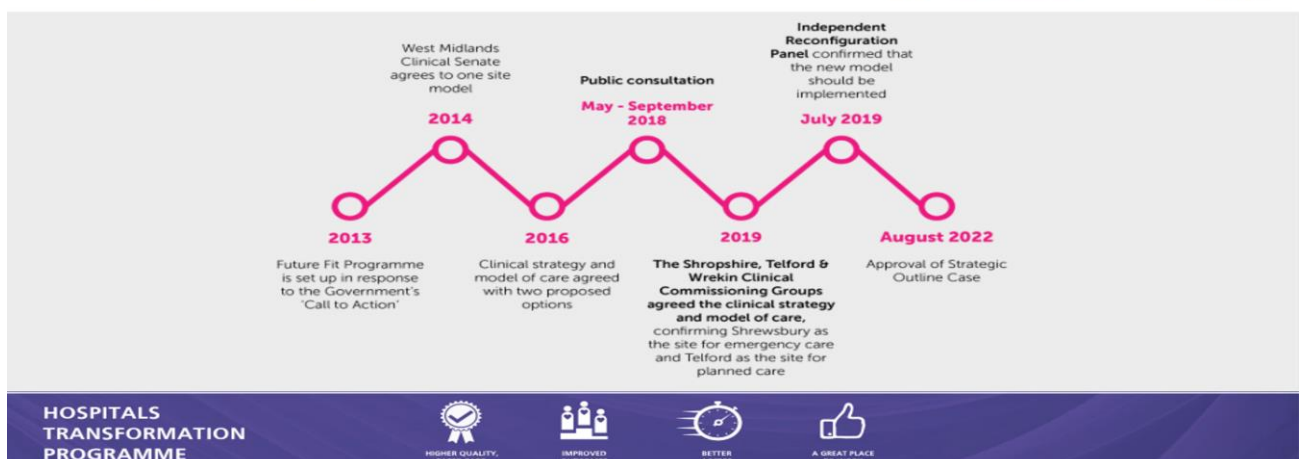 West Midlands
Clinical Senate
agrees to one site
model
2014
Public consultation
May - September
2018
Independent
Reconfiguration
Panel confirmed that
the new model
should be
implemented
July 2019
2013
Future Fit Programme
is set up in response
to the Government's
'Call to Action'
2016
Clinical strategy and
model of care agreed
with two proposed
options
2019
The Shropshire, Telford &
Wrekin Clinical
Commissioning Groups
agreed the clinical strategy
and model of care,
confirming Shrewsbury as
the site for emergency care
and Telford as the site for
planned care
August 2022
Approval of Strategic
Outline Case
HOSPITALS
TRANSFORMATION
PROGRAMME
HIGHER QUALITY,
IMPROVED
BETTER
A GREAT PLACE